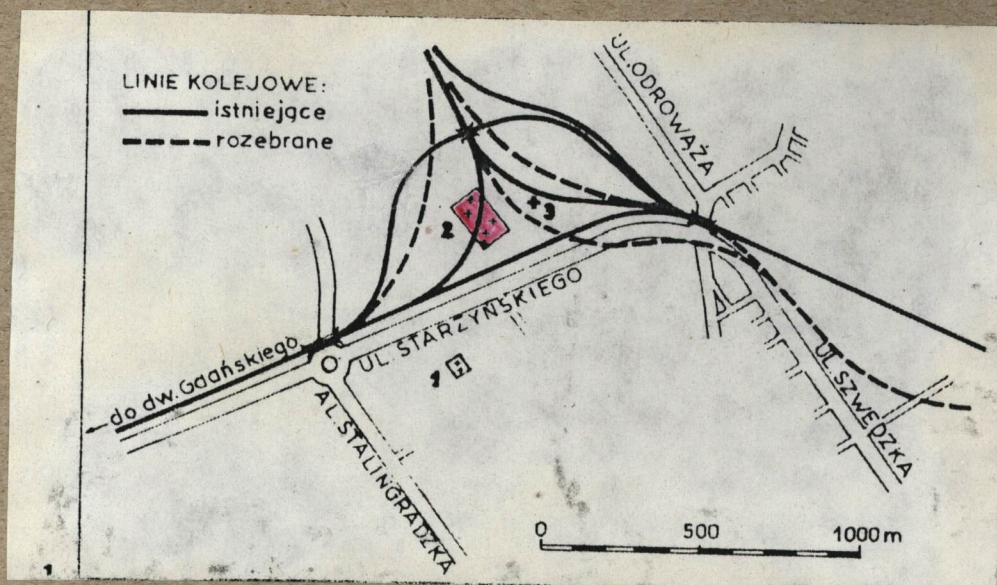 LINIE KOLEJOWE:
istniejące
rozebrane
UL. ODROWĄŻA
2
3
UL. STARZYŃSKIEGO
do dw. Gdańskiego
1
AL. STALINGRADZKA
UL. SZWEDZKA
0 500 1000 m
1